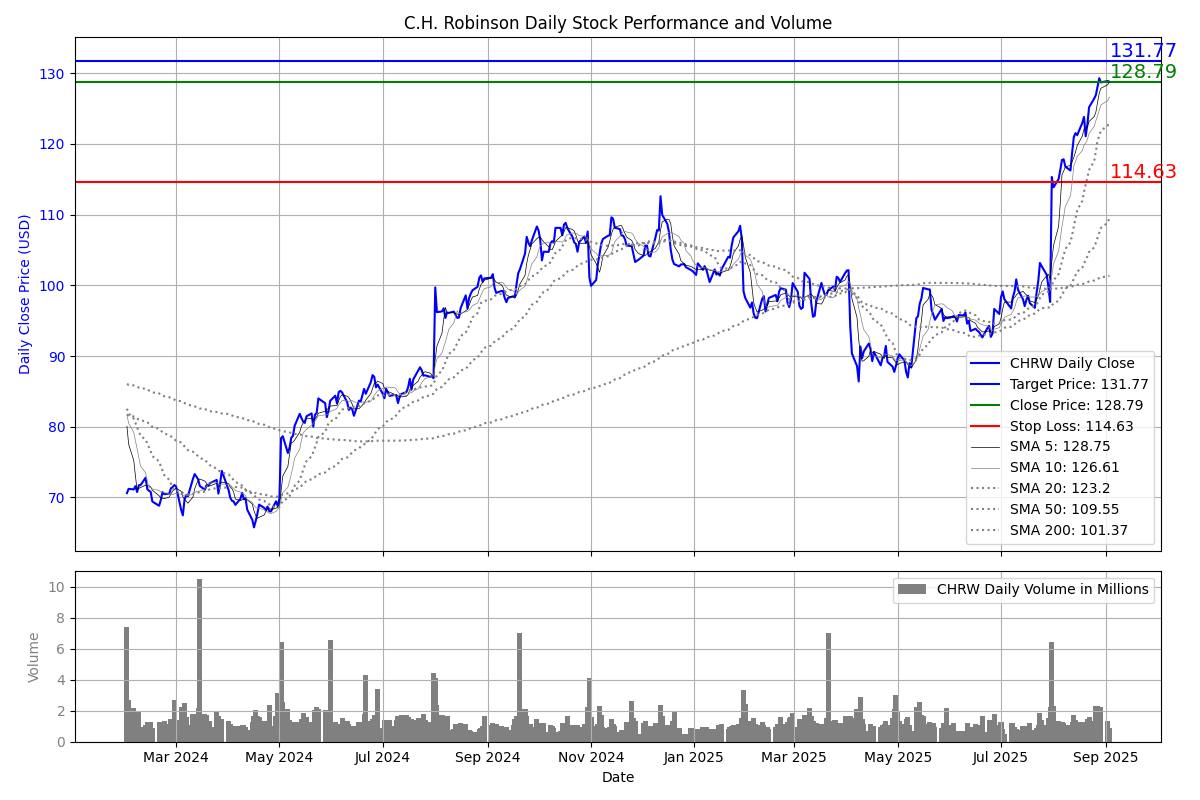 C.H. Robinson Daily Stock Performance and Volume
131.77
128.79
114.63
Daily Close Price (USD)
130
120
110
100
90
80
70
CHRW Daily Close
Target Price: 131.77
Close Price: 128.79
Stop Loss: 114.63
SMA 5: 128.75
SMA 10: 126.61
SMA 20: 123.2
SMA 50: 109.55
SMA 200: 101.37
Volume
10
8
6
4
2
0
CHRW Daily Volume in Millions
Mar 2024 May 2024 Jul 2024 Sep 2024 Nov 2024 Jan 2025 Mar 2025 May 2025 Jul 2025 Sep 2025
Date